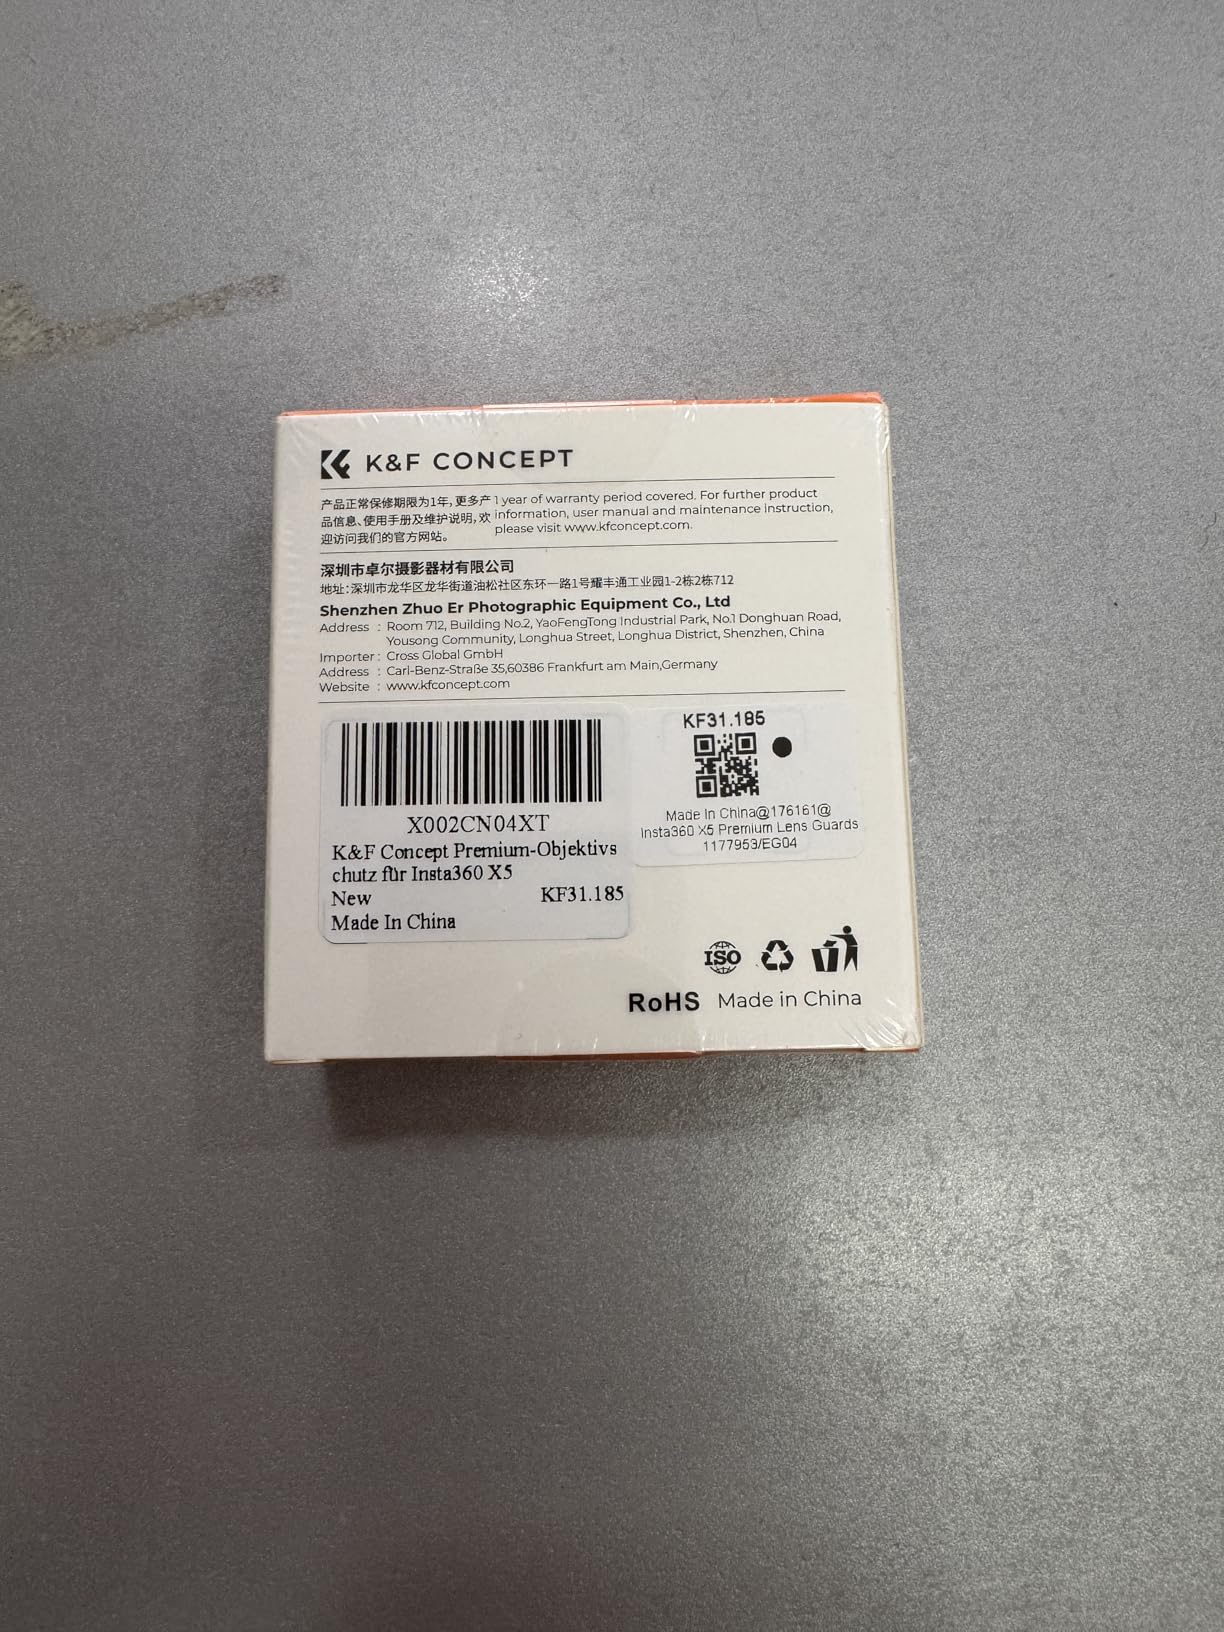 K&F CONCEPT
产品正常保修期限为1年，更多产
品信息、使用手册及维护说明，欢
迎访问我们的官方网站。
1 year of warranty period covered. For further product
information, user manual and maintenance instruction,
please visit www.kfconcept.com.
深圳市卓尔摄影器材有限公司
地址：深圳市龙华区龙华街道油松社区东环一路1号耀丰通工业园1-2栋2栋712
Shenzhen Zhuo Er Photographic Equipment Co., Ltd
Address : Room 712, Building No.2, YaoFengTong Industrial Park, No.1 Donghuan Road,
Yousong Community, Longhua Street, Longhua District, Shenzhen, China
Importer : Cross Global GmbH
Address : Carl-Benz-Straße 35,60386 Frankfurt am Main,Germany
Website : www.kfconcept.com
X002CN04XT
K&F Concept Premium-Objektivs
chutz für Insta360 X5
New KF31.185
Made In China
KF31.185
Made In China@176161@
Insta360 X5 Premium Lens Guards
1177953/EG04
ISO
RoHS Made in China